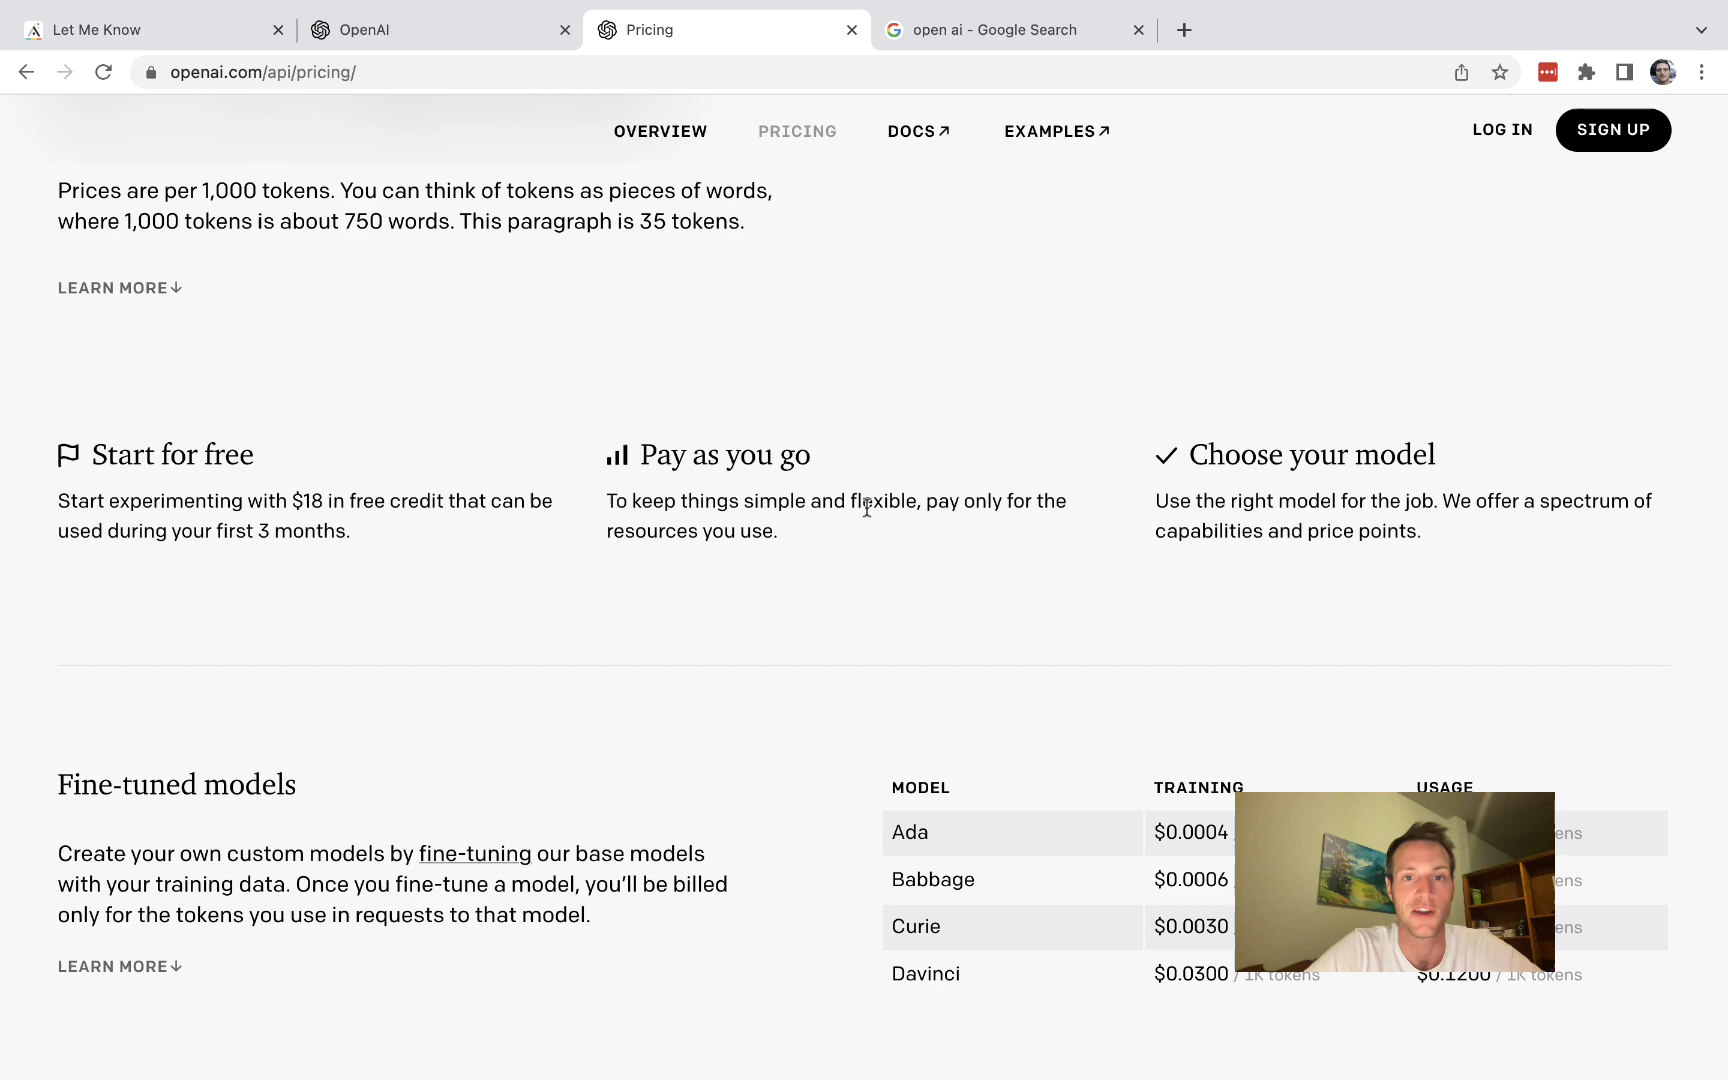 Let Me Know
OpenAI
Pricing
open ai - Google Search
openai.com/api/pricing/
OVERVIEW
PRICING
DOCS↗
EXAMPLES↗
LOG IN
SIGN UP
Prices are per 1,000 tokens. You can think of tokens as pieces of words,
where 1,000 tokens is about 750 words. This paragraph is 35 tokens.
LEARN MORE↓
Start for free
Start experimenting with $18 in free credit that can be
used during your first 3 months.
Pay as you go
To keep things simple and flexible, pay only for the
resources you use.
Choose your model
Use the right model for the job. We offer a spectrum of
capabilities and price points.
Fine-tuned models
Create your own custom models by fine-tuning our base models
with your training data. Once you fine-tune a model, you’ll be billed
only for the tokens you use in requests to that model.
LEARN MORE↓
MODEL TRAINING USAGE
Ada $0.0004
Babbage $0.0006
Curie $0.0030
Davinci $0.0300 / 1K tokens $0.1200 / 1K tokens